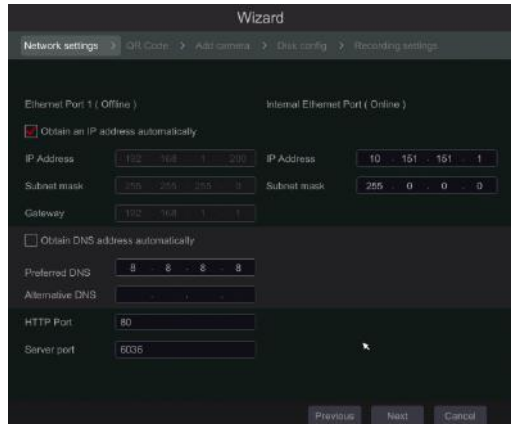 Wizard
Network settings > QR Code > Add camera > Disk config > Recording settings
Ethernet Port 1 ( Offline ) Internal Ethernet Port ( Online )
Obtain an IP address automatically
IP Address 192 . 168 . 1 . 200 IP Address 10 . 151 . 151 . 1
Subnet mask 255 . 255 . 255 . 0 Subnet mask 255 . 0 . 0 . 0
Gateway 192 . 168 . 1 . 1
Obtain DNS address automatically
Preferred DNS 8 . 8 . 8 . 8
Alternative DNS
HTTP Port 80
Server port 6036
Previous Next Cancel